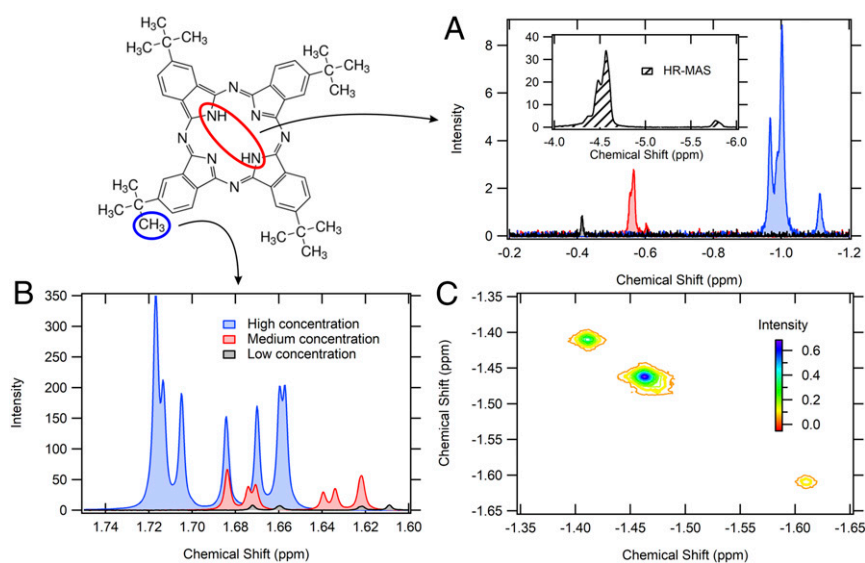 A
B
C
H₃C
CH₃
H₃C
C
N
N
CH₃
C
CH₃
CH₃
NH
N
N
N
N
HN
H₃C
H₃C
C
CH₃
N
N
CH₃
C
CH₃
H₃C
Intensity
8
6
4
2
0
-0.2 -0.4 -0.6 -0.8 -1.0 -1.2
Chemical Shift (ppm)
40
30
20
10
0
-4.0 -4.5 -5.0 -5.5 -6.0
Chemical Shift (ppm)
HR-MAS
Intensity
350
300
250
200
150
100
50
0
1.72 1.70 1.68 1.66 1.64 1.62 1.60
Chemical Shift (ppm)
High concentration
Medium concentration
Low concentration
Chemical Shift (ppm)
-1.35
-1.40
-1.45
-1.50
-1.55
-1.60
-1.65
-1.35 -1.40 -1.45 -1.50 -1.55 -1.60 -1.65
Chemical Shift (ppm)
Intensity
0.6
0.4
0.2
0.0